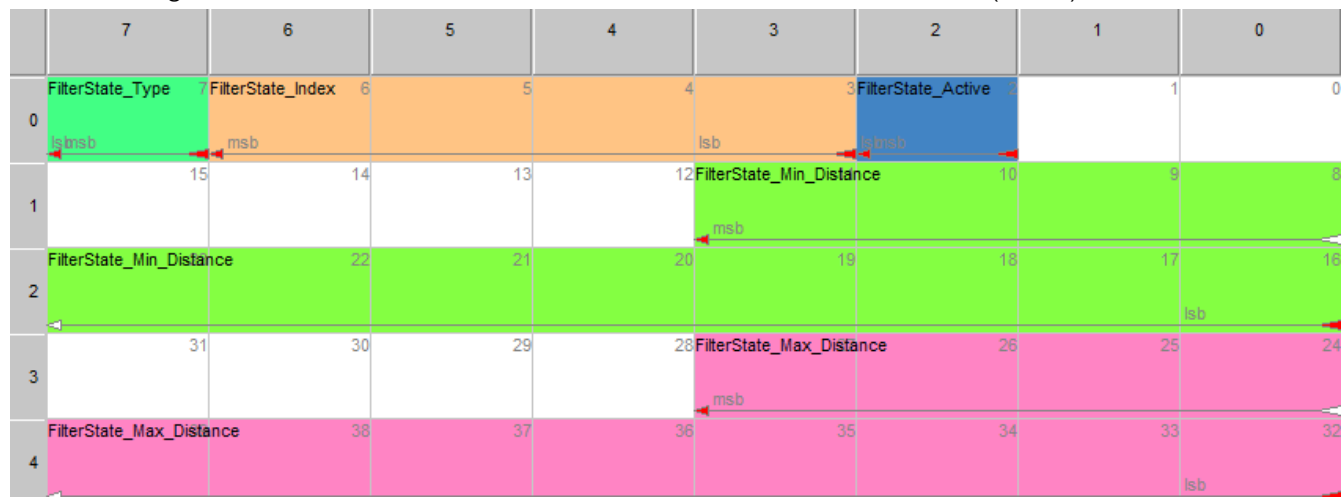 7 6 5 4 3 2 1 0
FilterState_Type 7 FilterState_Index 6 5 4 3 FilterState_Active 2 1 0
0
lsb msb msb lsb lsb msb
15 14 13 12 FilterState_Min_Distance 10 9 8
1
msb
FilterState_Min_Distance 22 21 20 19 18 17 16
2
lsb
31 30 29 28 FilterState_Max_Distance 26 25 24
3
msb
FilterState_Max_Distance 38 37 36 35 34 33 32
4
lsb